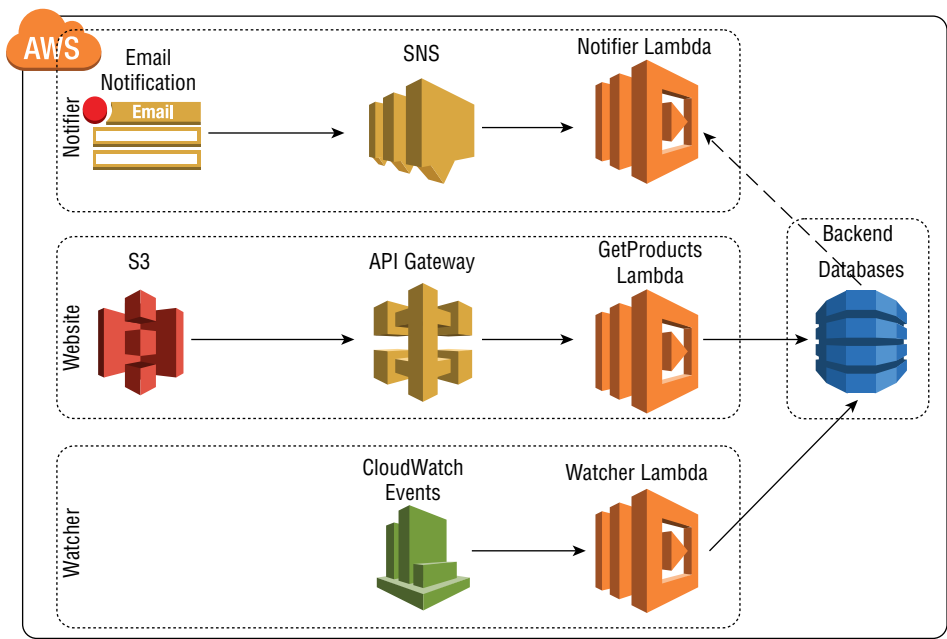 AWS
Email
Notification
Email
SNS
Notifier Lambda
Notifier
S3
API Gateway
GetProducts
Lambda
Website
Backend
Databases
CloudWatch
Events
Watcher Lambda
Watcher